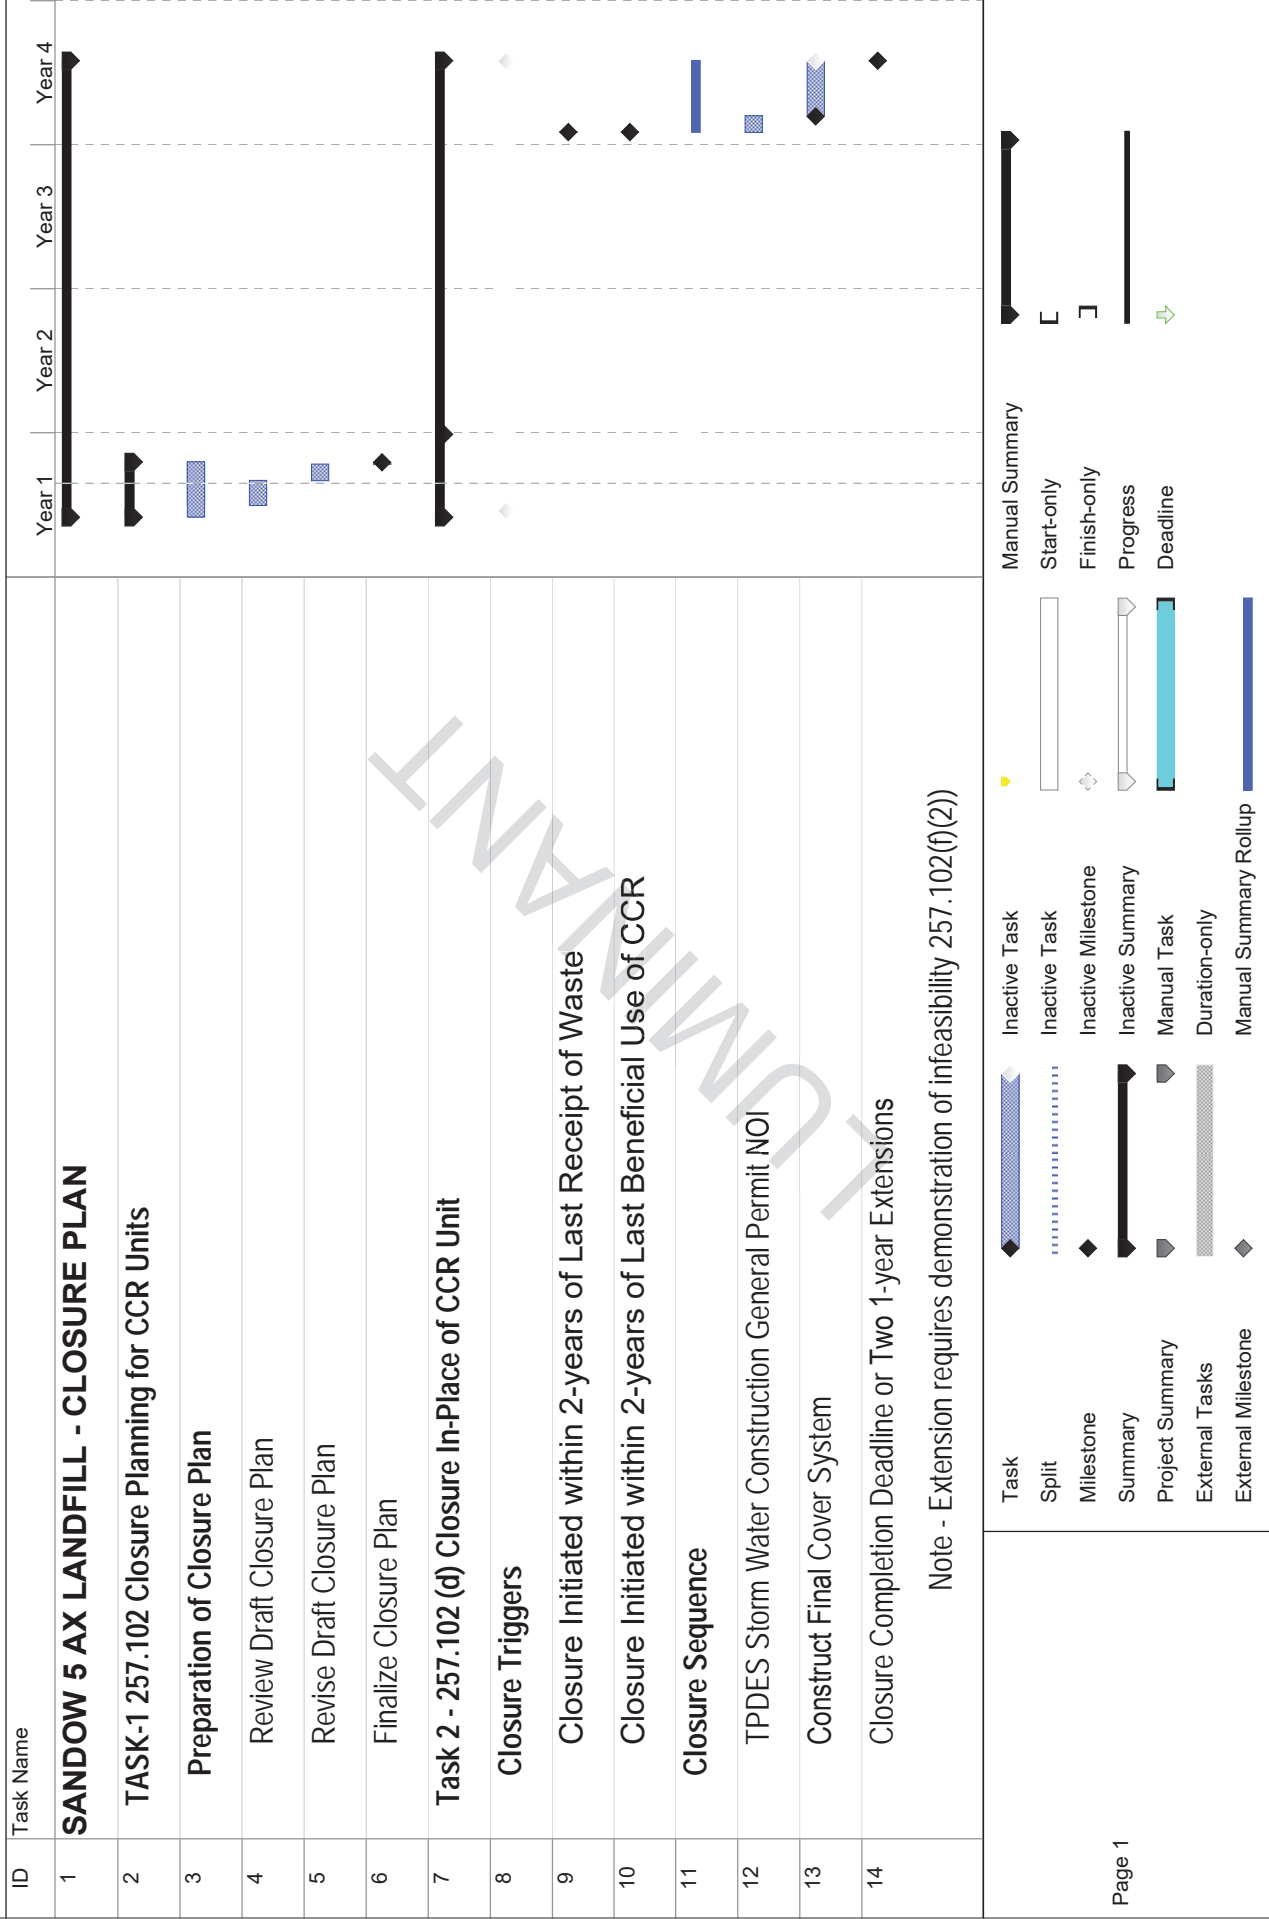 ID Task Name Year 1 Year 2 Year 3 Year 4
1 SANDOW 5 AX LANDFILL - CLOSURE PLAN
2 TASK-1 257.102 Closure Planning for CCR Units
3 Preparation of Closure Plan
4 Review Draft Closure Plan
5 Revise Draft Closure Plan
6 Finalize Closure Plan
7 Task 2 - 257.102 (d) Closure In-Place of CCR Unit
8 Closure Triggers
9 Closure Initiated within 2-years of Last Receipt of Waste
10 Closure Initiated within 2-years of Last Beneficial Use of CCR
11 Closure Sequence
12 TPDES Storm Water Construction General Permit NOI
13 Construct Final Cover System
14 Closure Completion Deadline or Two 1-year Extensions
Note - Extension requires demonstration of infeasibility 257.102(f)(2))
LUMINANT
Task Inactive Task Manual Summary
Split Inactive Task Start-only
Milestone Inactive Milestone Finish-only
Summary Inactive Summary Progress
Project Summary Manual Task Deadline
External Tasks Duration-only
External Milestone Manual Summary Rollup
Page 1